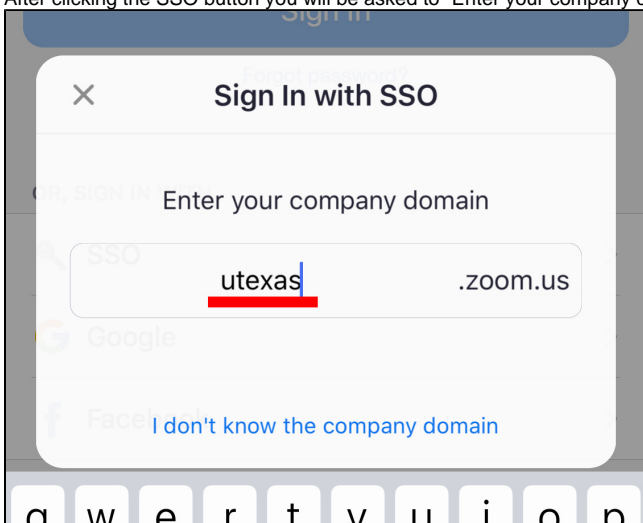 After clicking the SSO button you will be asked to "Enter your company
Sign In
Forgot password?
Sign In with SSO
OR, SIGN IN WITH
Enter your company domain
SSO
utexas .zoom.us
Google
Facebook
I don't know the company domain
q w e r t y u i o p